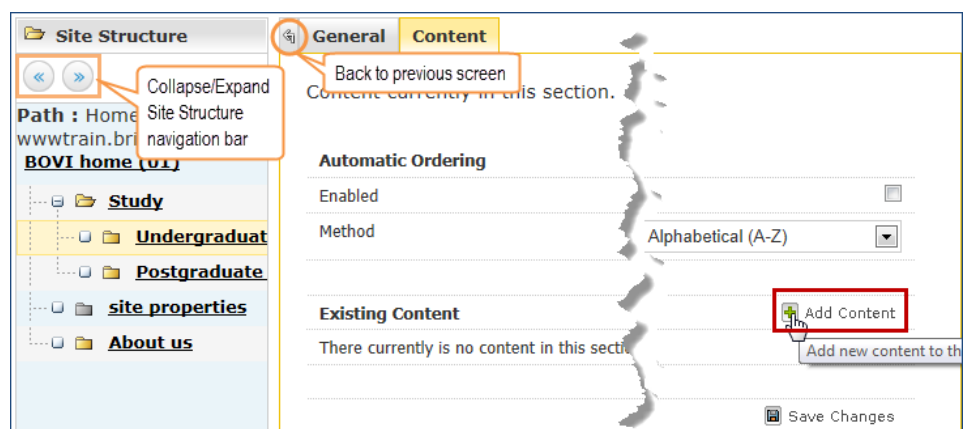 Site Structure
General
Content
Back to previous screen
Content currently in this section.
Collapse/Expand
Site Structure
navigation bar
Path : Home
wwwtrain.bri
BOVI home (01)
Study
Undergraduat
Postgraduate
site properties
About us
Automatic Ordering
Enabled
Method
Alphabetical (A-Z)
Existing Content
Add Content
There currently is no content in this secti
Add new content to th
Save Changes